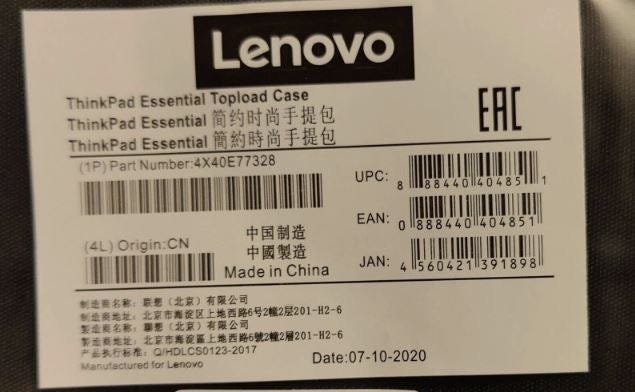 Lenovo
ThinkPad Essential Topload Case
ThinkPad Essential 简约时尚手提包
ThinkPad Essential 簡約時尚手提包
EAC
(1P) Part Number:4X40E77328
UPC: 8 88440 40485 1
EAN: 0 888440 404851
JAN: 4 560421 391898
(4L) Origin:CN
中国制造
中國製造
Made in China
制造商名称：联想（北京）有限公司
制造商地址：北京市海淀区上地西路6号2幢2层201-H2-6
製造商名稱：聯想（北京）有限公司
製造商地址：北京市海淀區上地西路6號2幢2層201-H2-6
产品执行标准：Q/HDLCS0123-2017
Manufactured for Lenovo
Date:07-10-2020